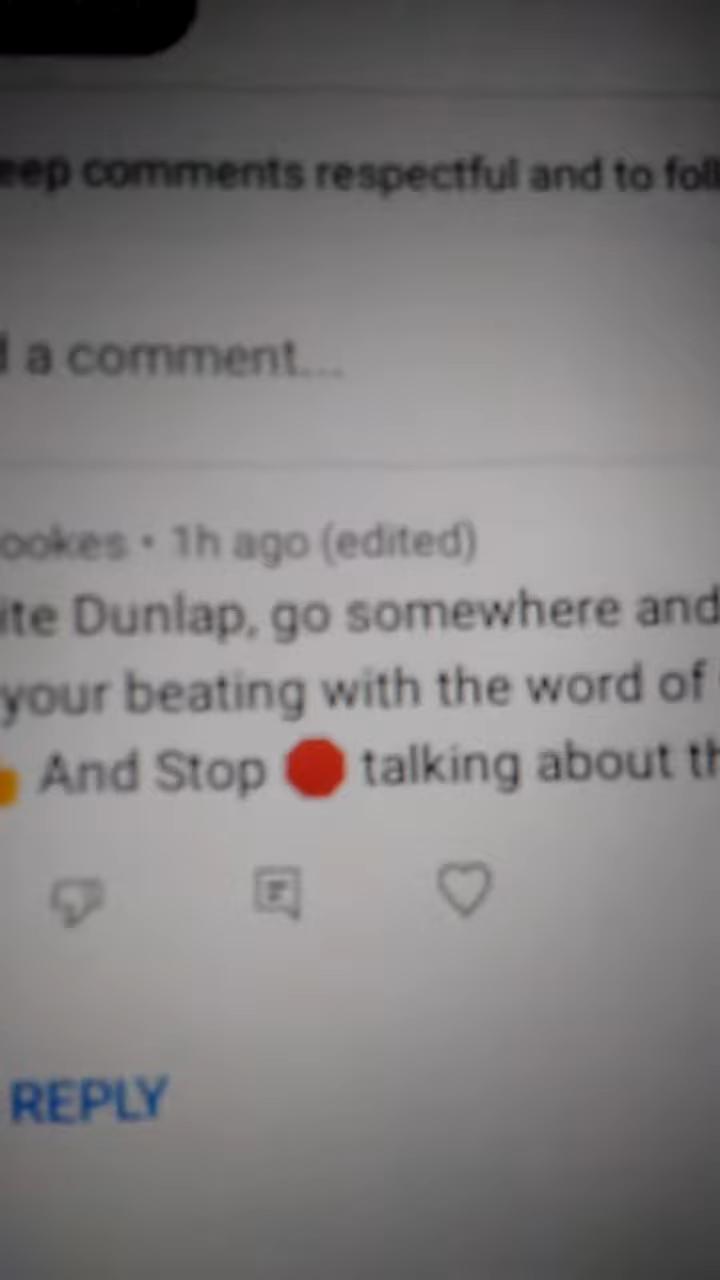 eep comments respectful and to foll
d a comment...
ookes • 1h ago (edited)
ite Dunlap, go somewhere and
your beating with the word of
And Stop 🛑 talking about th
REPLY